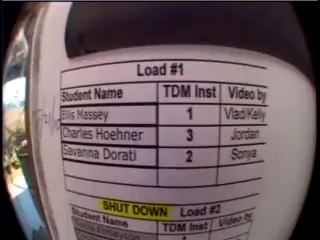 Load #1
Student Name TDM Inst Video by
Ellis Massey 1 Vlad/Kelly
Charles Hoehner 3 Jordan
Savanna Dorati 2 Sonya
SHUT DOWN Load #2
Student Name TDM Inst Video by
1